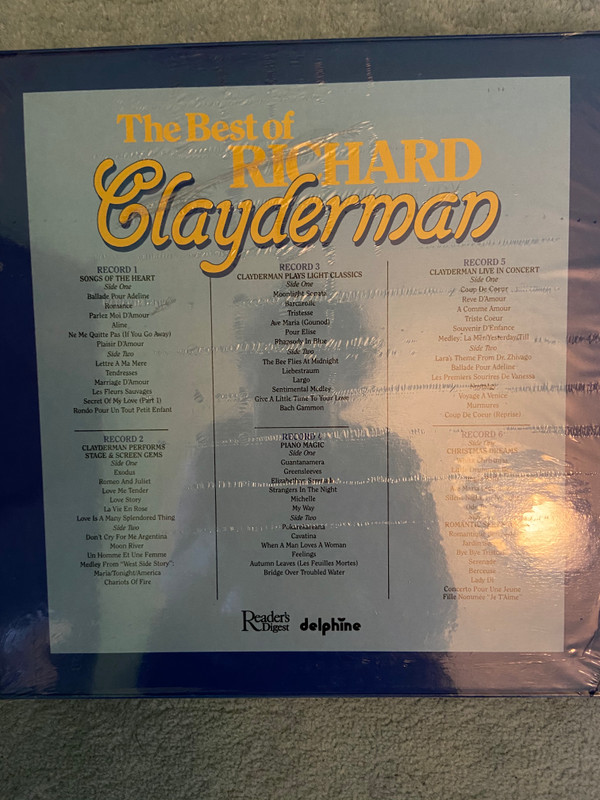 The Best of
RICHARD
Clayderman
RECORD 1
SONGS OF THE HEART
Side One
Ballade Pour Adeline
Romance
Parlez Moi D'Amour
Aline
Ne Me Quitte Pas (If You Go Away)
Plaisir D'Amour
Side Two
Lettre A Ma Mere
Tendresses
Marriage D'Amour
Les Fleurs Sauvages
Secret Of My Love (Part 1)
Rondo Pour Un Tout Petit Enfant
RECORD 2
CLAYDERMAN PERFORMS
STAGE & SCREEN GEMS
Side One
Exodus
Romeo And Juliet
Love Me Tender
Love Story
La Vie En Rose
Love Is A Many Splendored Thing
Side Two
Don't Cry For Me Argentina
Moon River
Un Homme Et Une Femme
Medley From "West Side Story":
Maria/Tonight/America
Chariots Of Fire
RECORD 3
CLAYDERMAN PLAYS LIGHT CLASSICS
Side One
Moonlight Sonata
Barcarolle
Tristesse
Ave Maria (Gounod)
Pour Elise
Rhapsody In Blue
Side Two
The Bee Flies At Midnight
Liebestraum
Largo
Sentimental Medley
Give A Little Time To Your Love
Bach Gammon
RECORD 4
PIANO MAGIC
Side One
Guantanamera
Greensleeves
Elizabethan
Strangers In The Night
Michelle
My Way
Side Two
Cavatina
When A Man Loves A Woman
Feelings
Autumn Leaves (Les Feuilles Mortes)
Bridge Over Troubled Water
RECORD 5
CLAYDERMAN LIVE IN CONCERT
Side One
Coup De Coeur
Reve D'Amour
A Comme Amour
Triste Coeur
Souvenir D'Enfance
Medley: La Mer/Yesterday/Till
Side Two
Lara's Theme From Dr. Zhivago
Ballade Pour Adeline
Les Premiers Sourires De Vanessa
Voyage A Venice
Murmures
Coup De Coeur (Reprise)
RECORD 6
Side One
CHRISTMAS DREAMS
Serenade
Berceuse
Lady Di
Concerto Pour Une Jeune
Fille Nommés "Je T'Aime"
Reader's
Digest
delphine